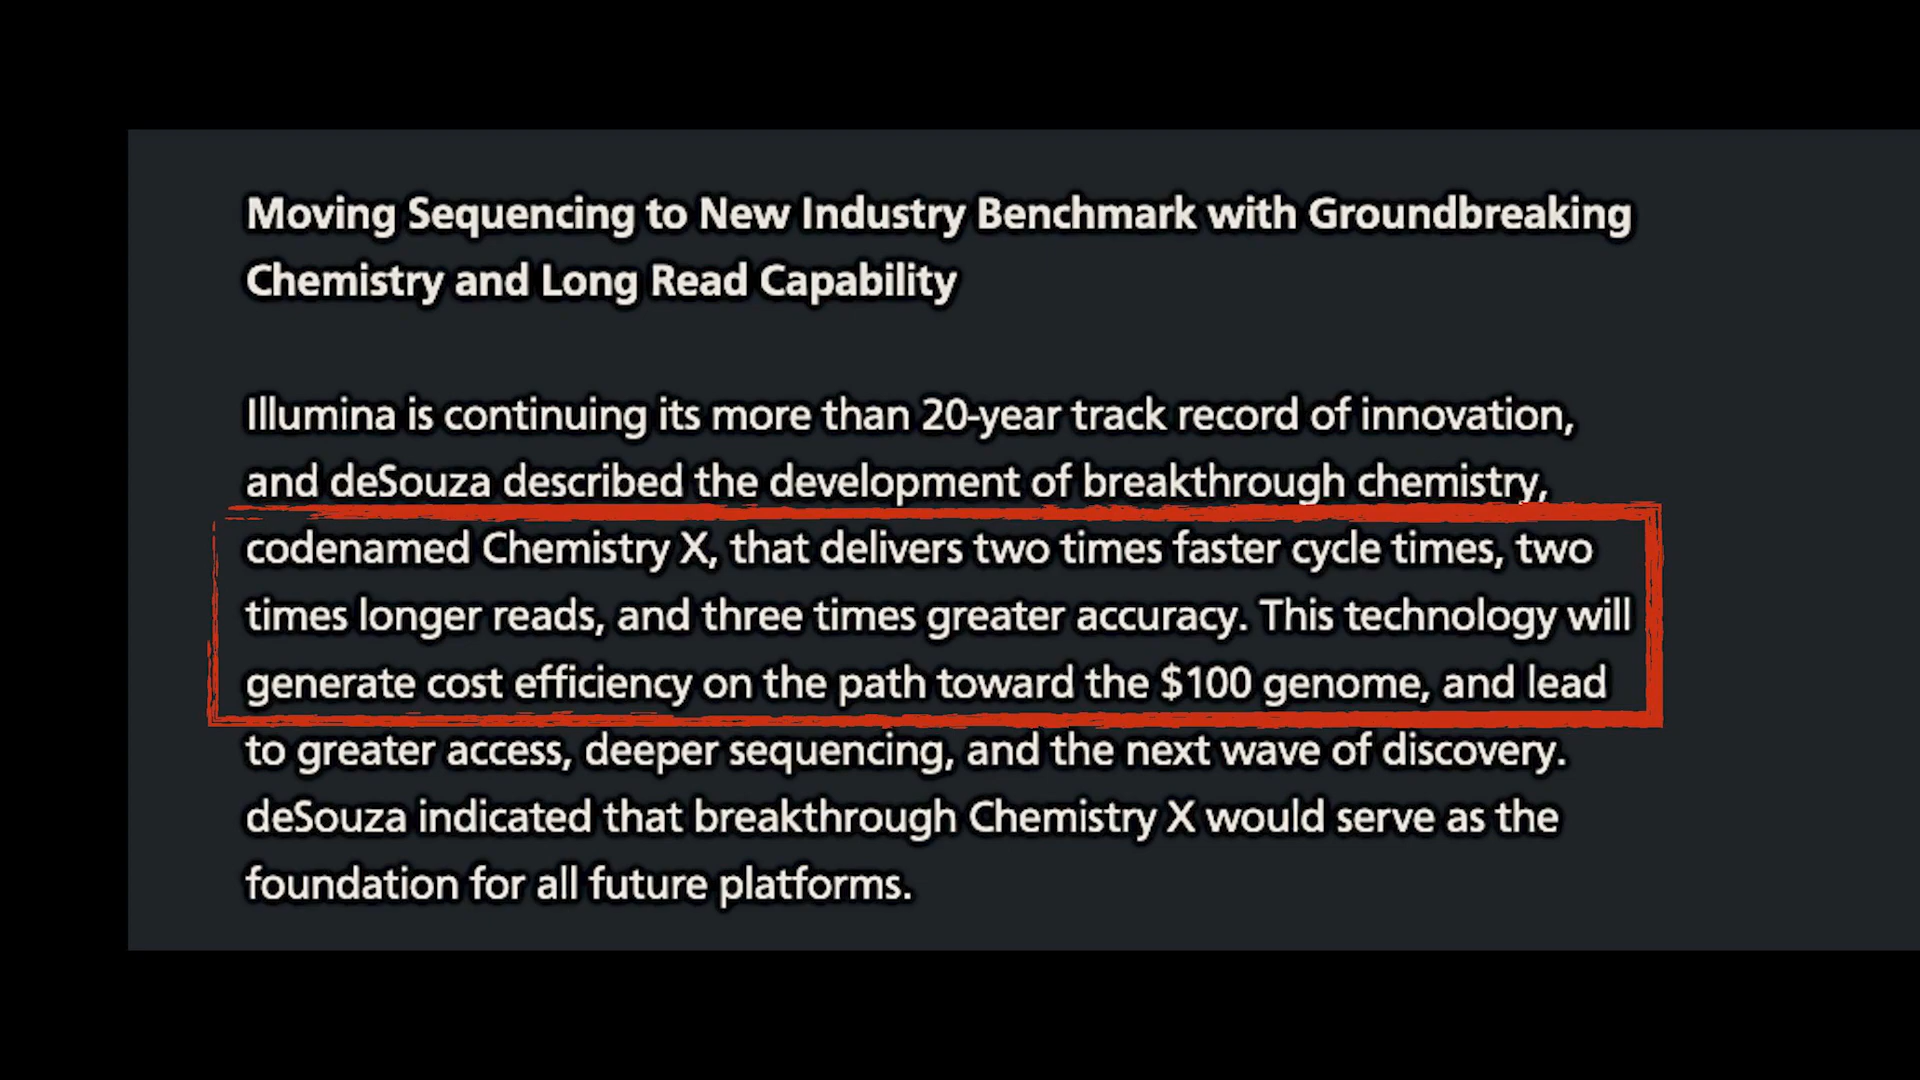 Moving Sequencing to New Industry Benchmark with Groundbreaking
Chemistry and Long Read Capability
Illumina is continuing its more than 20-year track record of innovation,
and deSouza described the development of breakthrough chemistry,
codenamed Chemistry X, that delivers two times faster cycle times, two
times longer reads, and three times greater accuracy. This technology will
generate cost efficiency on the path toward the $100 genome, and lead
to greater access, deeper sequencing, and the next wave of discovery.
deSouza indicated that breakthrough Chemistry X would serve as the
foundation for all future platforms.